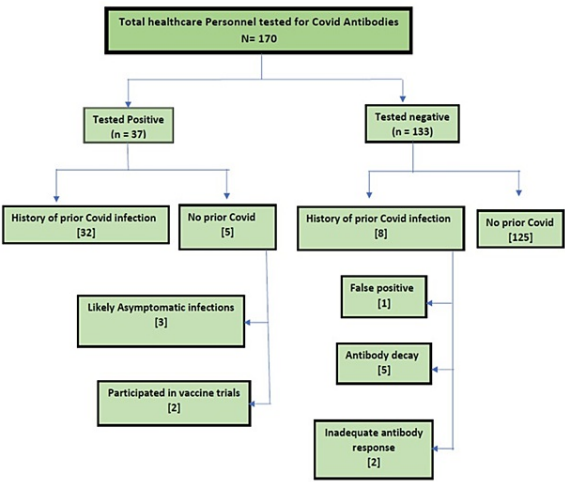 Total healthcare Personnel tested for Covid Antibodies
N= 170
Tested Positive
(n = 37)
Tested negative
(n = 133)
History of prior Covid infection
[32]
No prior Covid
[5]
History of prior Covid infection
[8]
No prior Covid
[125]
Likely Asymptomatic infections
[3]
Participated in vaccine trials
[2]
False positive
[1]
Antibody decay
[5]
Inadequate antibody
response
[2]